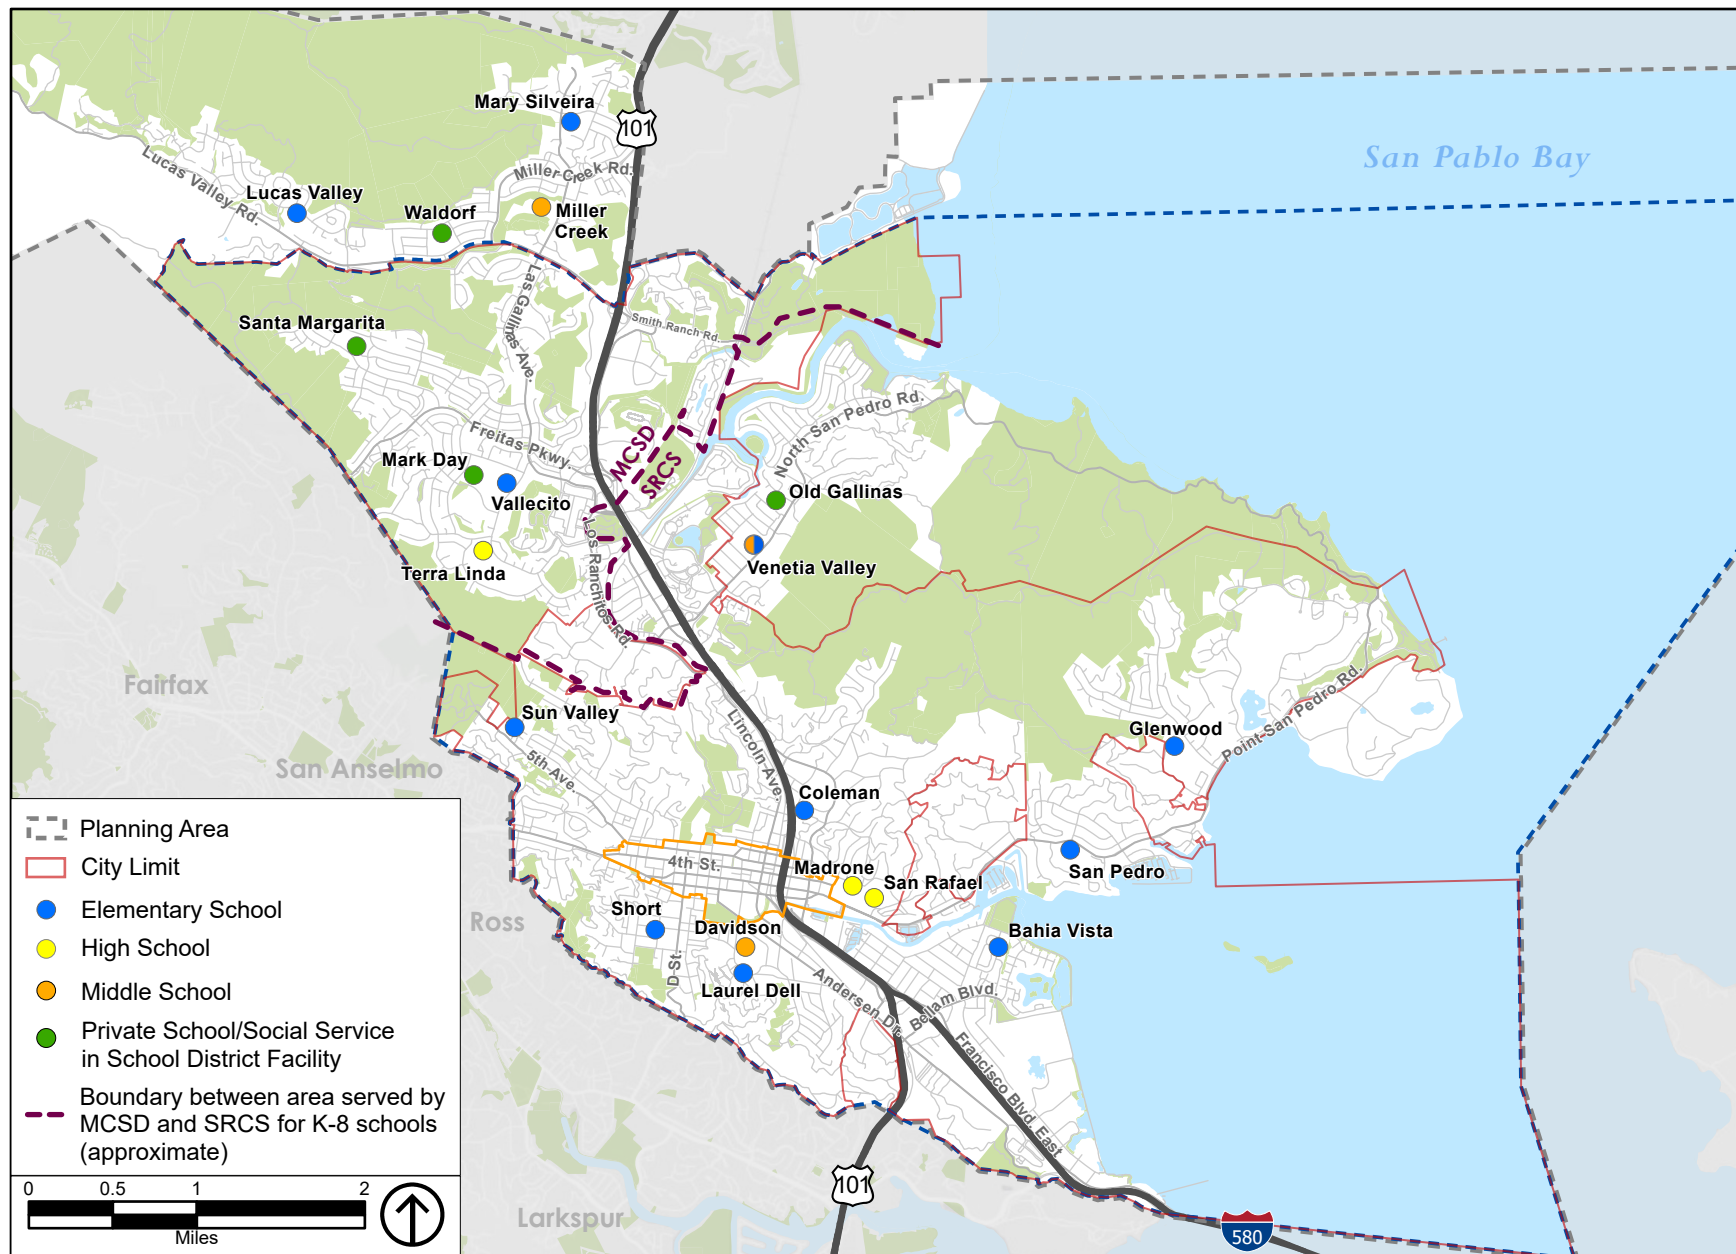 Mary Silveira
101
San Pablo Bay
Lucas Valley Rd.
Miller Creek Rd.
Lucas Valley
Waldorf
Miller
Creek
Las Gallinas Ave.
Smith Ranch Rd.
Santa Margarita
North San Pedro Rd.
Freitas Pkwy.
MCSD
SRCS
Mark Day
Vallecito
Old Gallinas
Los Ranchitos Rd.
Venetia Valley
Terra Linda
Fairfax
Sun Valley
Lincoln Ave.
Glenwood
Point San Pedro Rd.
San Anselmo
5th Ave.
Coleman
4th St.
Madrone
San Rafael
San Pedro
Ross
Short
Davidson
Bahia Vista
D St.
Laurel Dell
Andersen Dr.
Bellam Blvd.
Francisco Blvd. East
101
Larkspur
580
Planning Area
City Limit
Elementary School
High School
Middle School
Private School/Social Service
in School District Facility
Boundary between area served by
MCSD and SRCS for K-8 schools
(approximate)
0 0.5 1 2
Miles